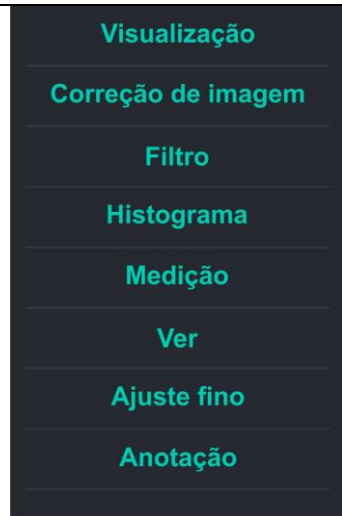 Visualização
Correção de imagem
Filtro
Histograma
Medição
Ver
Ajuste fino
Anotação